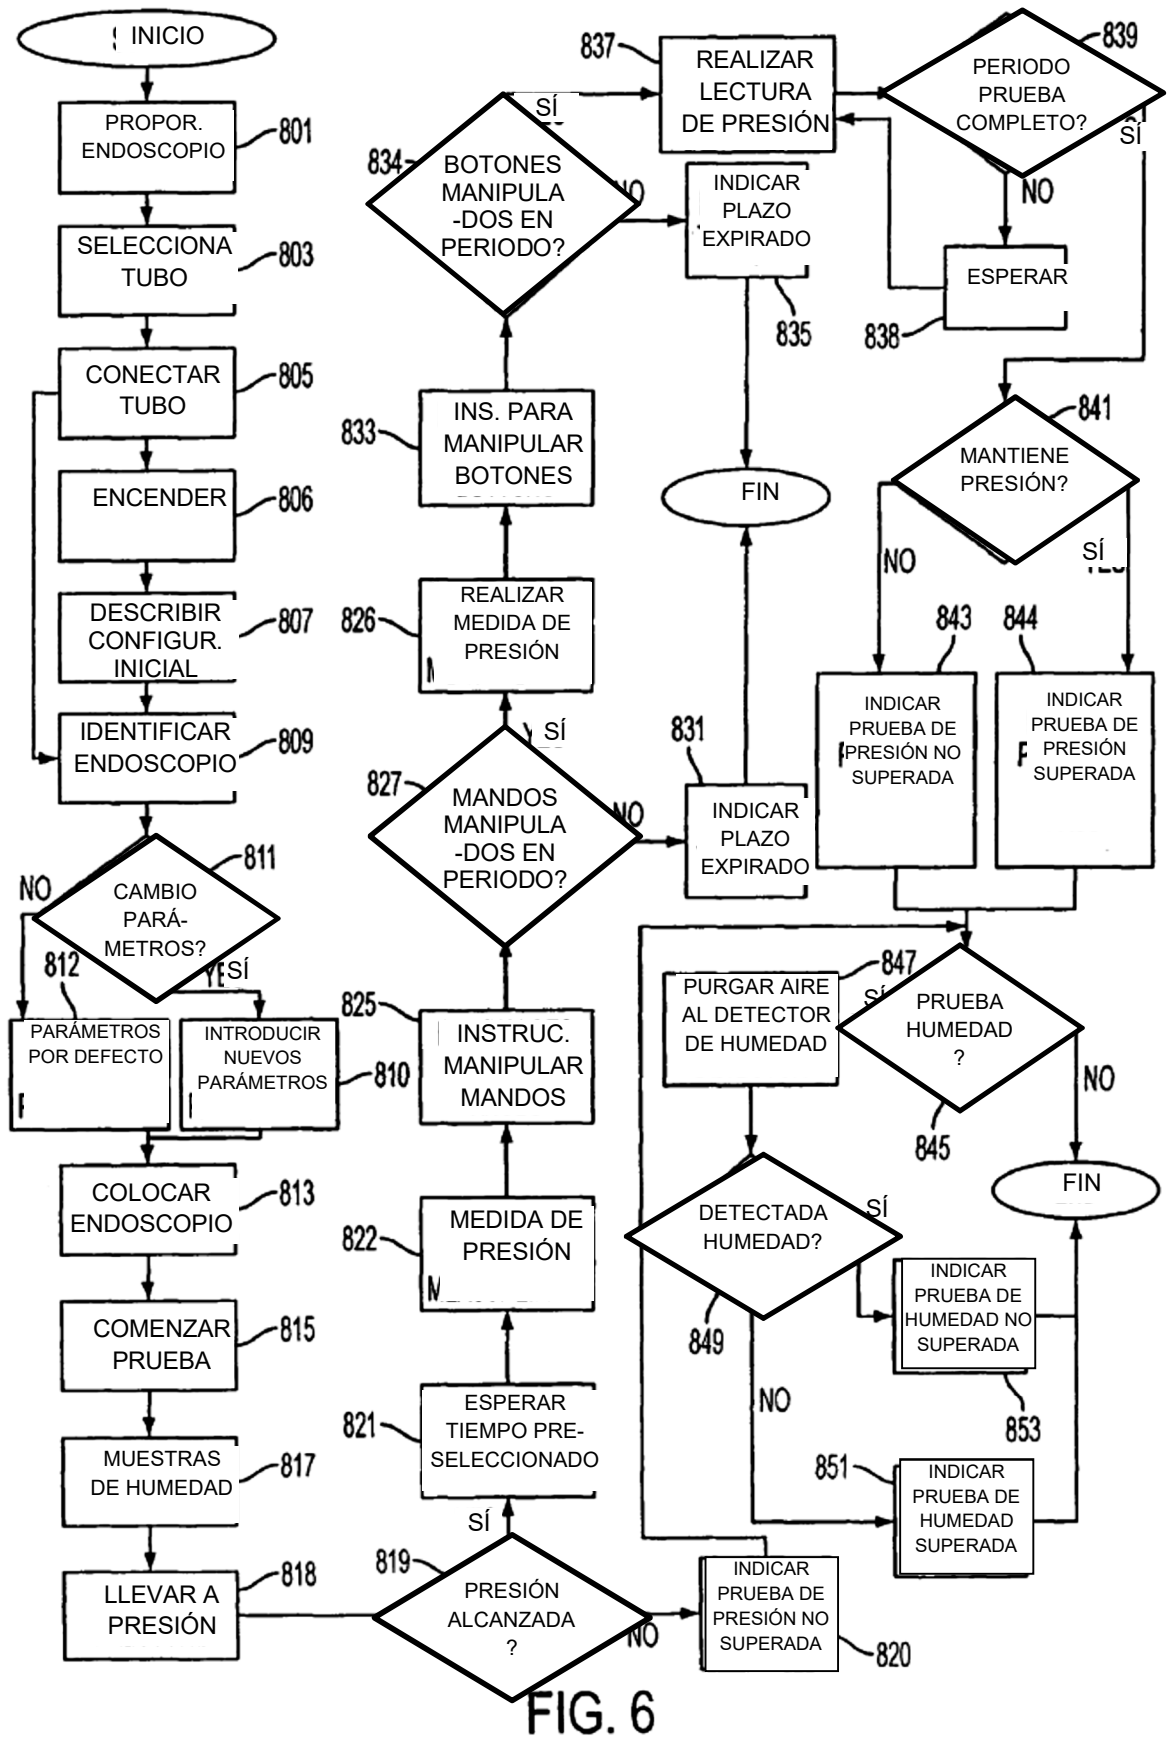 INICIO
PROPOR.
ENDOSCOPIO
801
SELECCIONA
TUBO
803
CONECTAR
TUBO
805
ENCENDER
806
DESCRIBIR
CONFIGUR.
INICIAL
807
IDENTIFICAR
ENDOSCOPIO
809
CAMBIO
PARÁ-
METROS?
811
NO
SÍ
812
PARÁMETROS
POR DEFECTO
INTRODUCIR
NUEVOS
PARÁMETROS
810
COLOCAR
ENDOSCOPIO
813
COMENZAR
PRUEBA
815
MUESTRAS
DE HUMEDAD
817
LLEVAR A
PRESIÓN
818
819
PRESIÓN
ALCANZADA
?
SÍ
NO
INDICAR
PRUEBA DE
PRESIÓN NO
SUPERADA
820
821
ESPERAR
TIEMPO PRE-
SELECCIONADO
822
MEDIDA DE
PRESIÓN
825
INSTRUC.
MANIPULAR
MANDOS
827
MANDOS
MANIPULA
-DOS EN
PERIODO?
SÍ
NO
831
INDICAR
PLAZO
EXPIRADO
826
REALIZAR
MEDIDA DE
PRESIÓN
833
INS. PARA
MANIPULAR
BOTONES
834
BOTONES
MANIPULA
-DOS EN
PERIODO?
SÍ
NO
INDICAR
PLAZO
EXPIRADO
835
FIN
837
REALIZAR
LECTURA
DE PRESIÓN
839
PERIODO
PRUEBA
COMPLETO?
SÍ
NO
ESPERAR
838
841
MANTIENE
PRESIÓN?
NO
SÍ
843
INDICAR
PRUEBA DE
PRESIÓN NO
SUPERADA
844
INDICAR
PRUEBA DE
PRESIÓN
SUPERADA
847
PURGAR AIRE
AL DETECTOR
DE HUMEDAD
SÍ
PRUEBA
HUMEDAD
?
845
NO
FIN
DETECTADA
HUMEDAD?
849
SÍ
NO
INDICAR
PRUEBA DE
HUMEDAD NO
SUPERADA
853
851
INDICAR
PRUEBA DE
HUMEDAD
SUPERADA
FIG. 6